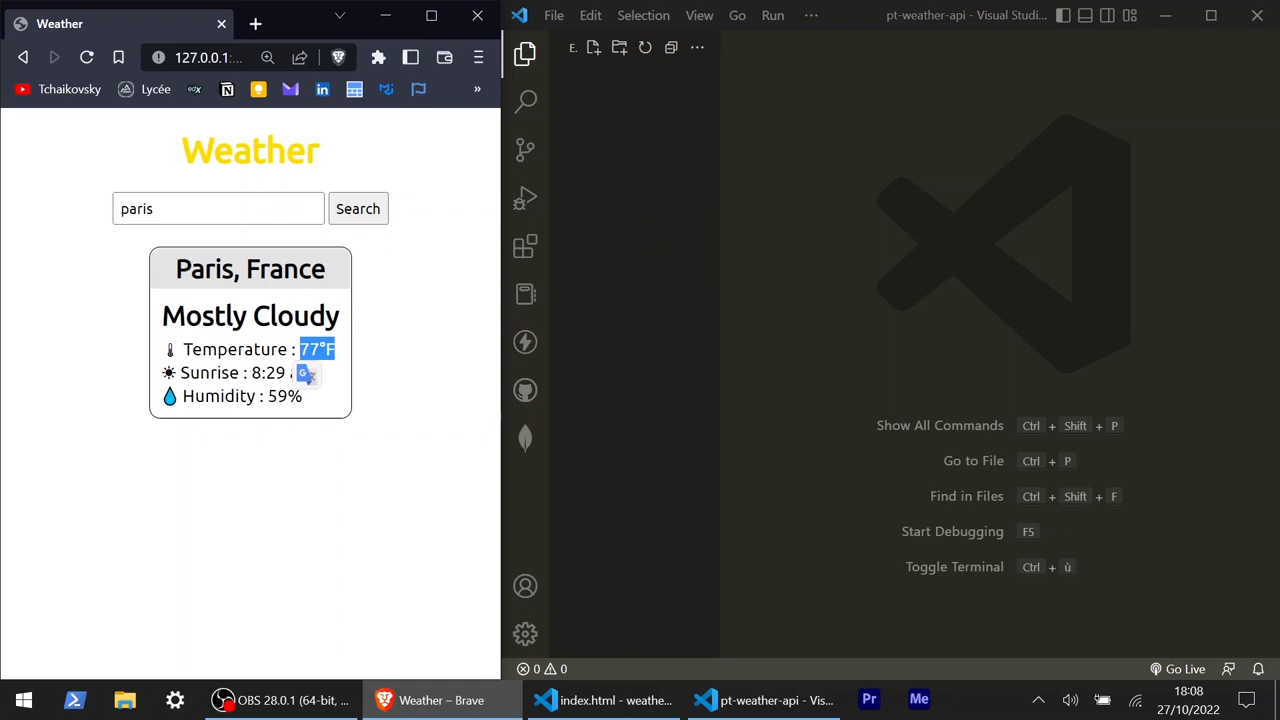 Weather
127.0.0.1:...
Tchaikovsky
Lycée
edX
»
Weather
paris
Search
Paris, France
Mostly Cloudy
Temperature : 77°F
Sunrise : 8:29
Humidity : 59%
File Edit Selection View Go Run ···
pt-weather-api - Visual Studi...
E.
Show All Commands Ctrl + Shift + P
Go to File Ctrl + P
Find in Files Ctrl + Shift + F
Start Debugging F5
Toggle Terminal Ctrl + ù
0 0
Go Live
OBS 28.0.1 (64-bit, ...
Weather – Brave
index.html - weathe...
pt-weather-api - Vis...
Pr
Me
18:08
27/10/2022